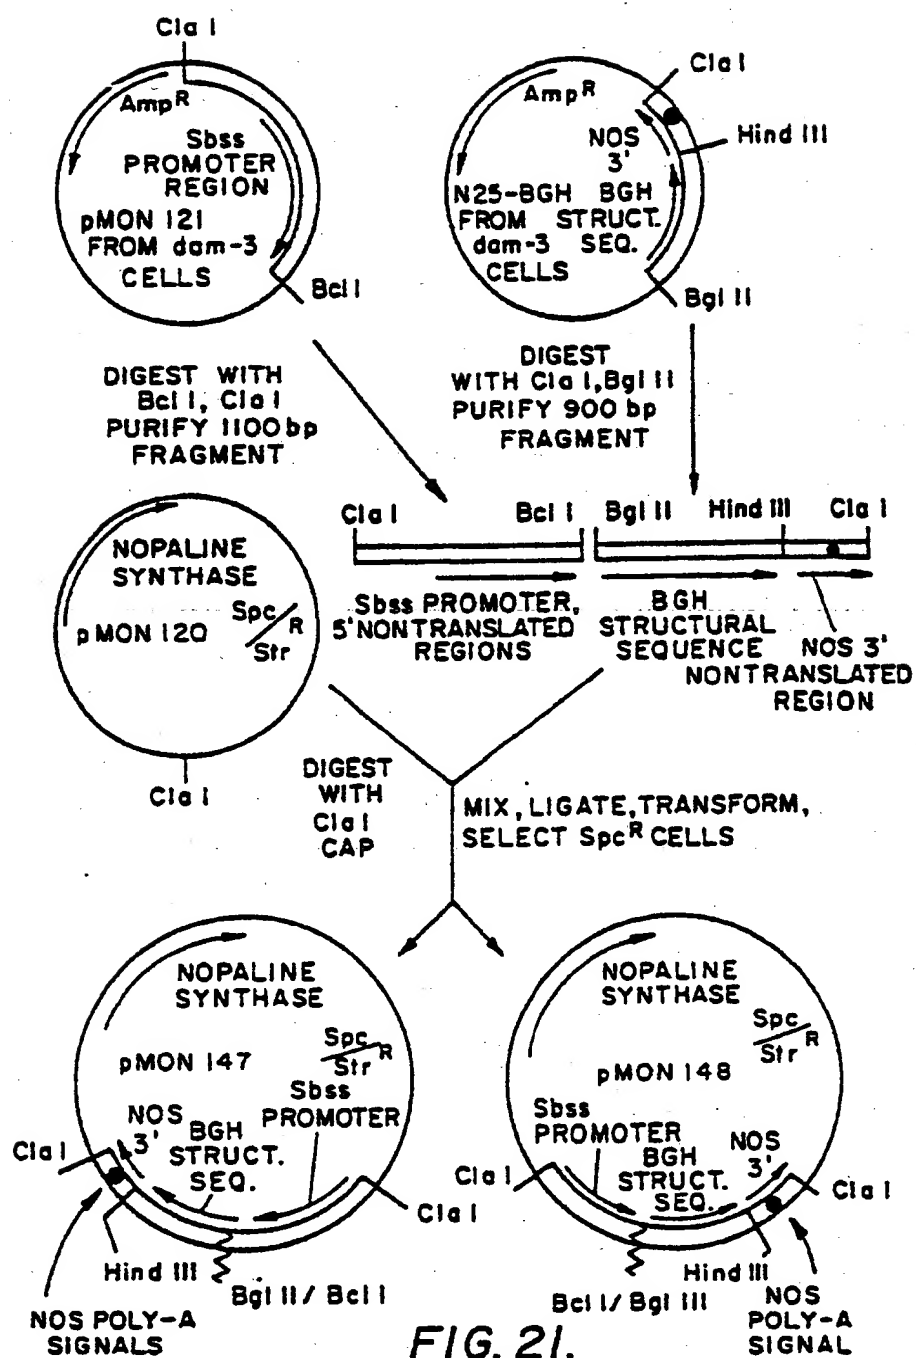 Cla I
Amp R
Sbss
PROMOTER
REGION
pMON 121
FROM dam-3
CELLS
Bcl I
Cla I
Amp R
NOS
3'
Hind III
N25-BGH
FROM
dam-3
CELLS
BGH
STRUCT.
SEQ.
Bgl II
DIGEST WITH
Bcl I, Cla I
PURIFY 1100 bp
FRAGMENT
DIGEST
WITH Cla I, Bgl II
PURIFY 900 bp
FRAGMENT
NOPALINE
SYNTHASE
pMON 120
Spc/Str R
Cla I
Cla I
Bcl I
Bgl II
Hind III
Cla I
Sbss PROMOTER,
5' NONTRANSLATED
REGIONS
BGH
STRUCTURAL
SEQUENCE
NOS 3'
NONTRANSLATED
REGION
DIGEST
WITH
Cla I
CAP
MIX, LIGATE, TRANSFORM,
SELECT Spc R CELLS
NOPALINE
SYNTHASE
Spc/Str R
pMON 147
Sbss
PROMOTER
NOS
3'
BGH
STRUCT.
SEQ.
Cla I
Cla I
Hind III
Bgl II / Bcl I
NOS POLY-A
SIGNALS
NOPALINE
SYNTHASE
Spc/Str R
pMON 148
Sbss
PROMOTER
BGH
STRUCT.
SEQ.
NOS
3'
Cla I
Cla I
Hind III
Bcl I / Bgl III
NOS
POLY-A
SIGNAL
FIG. 21.